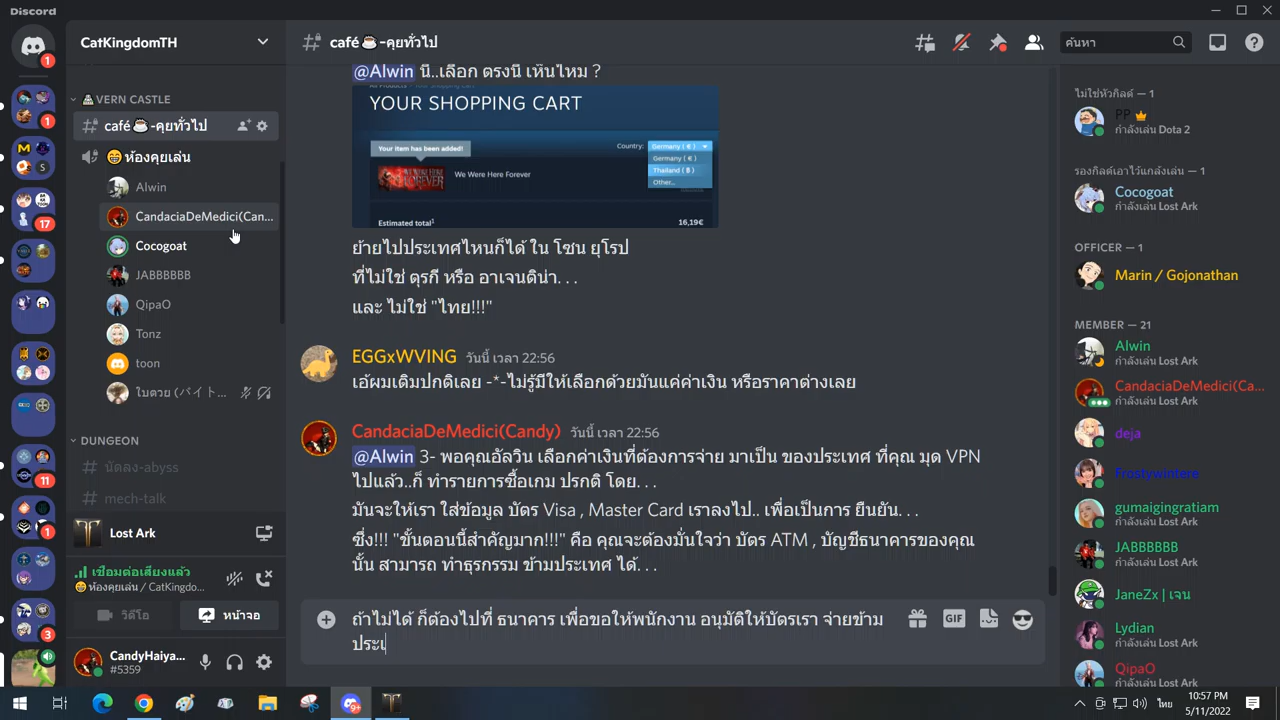 Discord
CatKingdomTH
café☕-คุยทั่วไป
ค้นหา
1
1
17
11
1
3
VERN CASTLE
café☕-คุยทั่วไป
😁ห้องคุยเล่น
Alwin
CandaciaDeMedici(Can...
Cocogoat
JABBBBBB
QipaO
Tonz
toon
ใบตวย (バイト...
DUNGEON
นัดลง-abyss
mech-talk
Lost Ark
เชื่อมต่อเสียงแล้ว
😁ห้องคุยเล่น / CatKingdo...
วิดีโอ
หน้าจอ
CandyHaiya...
#5359
@Alwin นี่..เลือก ตรงนี้ เห็นไหม ?
YOUR SHOPPING CART
Your item has been added!
Country:
Germany ( € )
Germany ( € )
Thailand ( ฿ )
Other...
We Were Here Forever
Estimated total¹
16,19€
ย้ายไปประเทศไหนก็ได้ ใน โซน ยุโรป
ที่ไม่ใช่ ตุรกี หรือ อาเจนติน่า. . .
และ ไม่ใช่ "ไทย!!!"
EGGxWVING วันนี้ เวลา 22:56
เอ้ผมเดิมปกติเลย -*-ไม่รู้มีให้เลือกด้วยมันแค่ค่าเงิน หรือราคาต่างเลย
CandaciaDeMedici(Candy) วันนี้ เวลา 22:56
@Alwin 3- พอคุณอัลวิน เลือกค่าเงินที่ต้องการจ่าย มาเป็น ของประเทศ ที่คุณ มุด VPN
ไปแล้ว..ก็ ทำรายการซื้อเกม ปรกติ โดย. . .
มันจะให้เรา ใส่ข้อมูล บัตร Visa , Master Card เราลงไป.. เพื่อเป็นการ ยืนยัน. . .
ซึ่ง!!! "ขั้นตอนนี้สำคัญมาก!!!" คือ คุณจะต้องมั่นใจว่า บัตร ATM , บัญชีธนาคารของคุณ
นั้น สามารถ ทำธุรกรรม ข้ามประเทศ ได้. . .
ถ้าไม่ได้ ก็ต้องไปที่ ธนาคาร เพื่อขอให้พนักงาน อนุมัติให้บัตรเรา จ่ายข้าม
ประเ
GIF
ไม่ใช่หัวกิลด์ — 1
PP
กำลังเล่น Dota 2
รองกิลด์เอาไว้แกล้งเล่น — 1
Cocogoat
กำลังเล่น Lost Ark
OFFICER — 1
Marin / Gojonathan
MEMBER — 21
Alwin
กำลังเล่น Lost Ark
CandaciaDeMedici(Ca...
กำลังเล่น Lost Ark
deja
Frostywintere
gumaigingratiam
กำลังเล่น Lost Ark
JABBBBBB
กำลังเล่น Lost Ark
JaneZx | เจน
Lydian
กำลังเล่น Lost Ark
QipaO
กำลังเล่น Lost Ark
ไทย
10:57 PM
5/11/2022